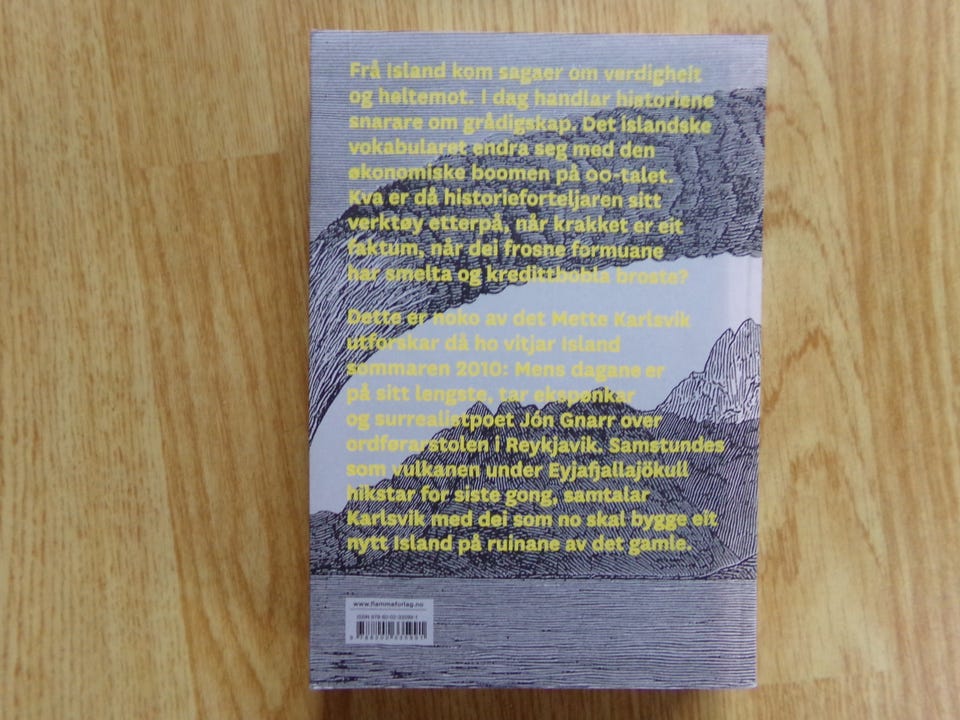 Frå Island kom sagaer om verdigheit
og heltemot. I dag handlar historiene
snarare om grådigskap. Det islandske
vokabularet endra seg med den
økonomiske boomen på 00-talet.
Kva er då historieforteljaren sitt
verktøy etterpå, når krakket er eit
faktum, når dei frosne formuane
har smelta og kredittbobla broste?
Dette er noko av det Mette Karlsvik
utforskar då ho vitjar Island
sommaren 2010: Mens dagane er
på sitt lengste, tar ekspønkar
og surrealistpoet Jón Gnarr over
ordførarstolen i Reykjavik. Samstundes
som vulkanen under Eyjafjallajökull
hikstar for siste gong, samtalar
Karlsvik med dei som no skal bygge eit
nytt Island på ruinane av det gamle.
www.flammeforlag.no
ISBN